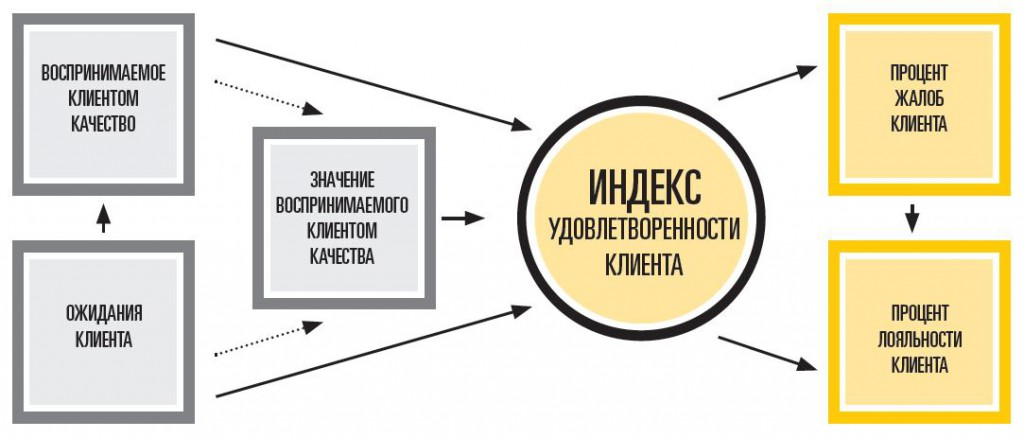 ВОСПРИНИМАЕМОЕ
КЛИЕНТОМ
КАЧЕСТВО
ОЖИДАНИЯ
КЛИЕНТА
ЗНАЧЕНИЕ
ВОСПРИНИМАЕМОГО
КЛИЕНТОМ
КАЧЕСТВА
ИНДЕКС
УДОВЛЕТВОРЕННОСТИ
КЛИЕНТА
ПРОЦЕНТ
ЖАЛОБ
КЛИЕНТА
ПРОЦЕНТ
ЛОЯЛЬНОСТИ
КЛИЕНТА